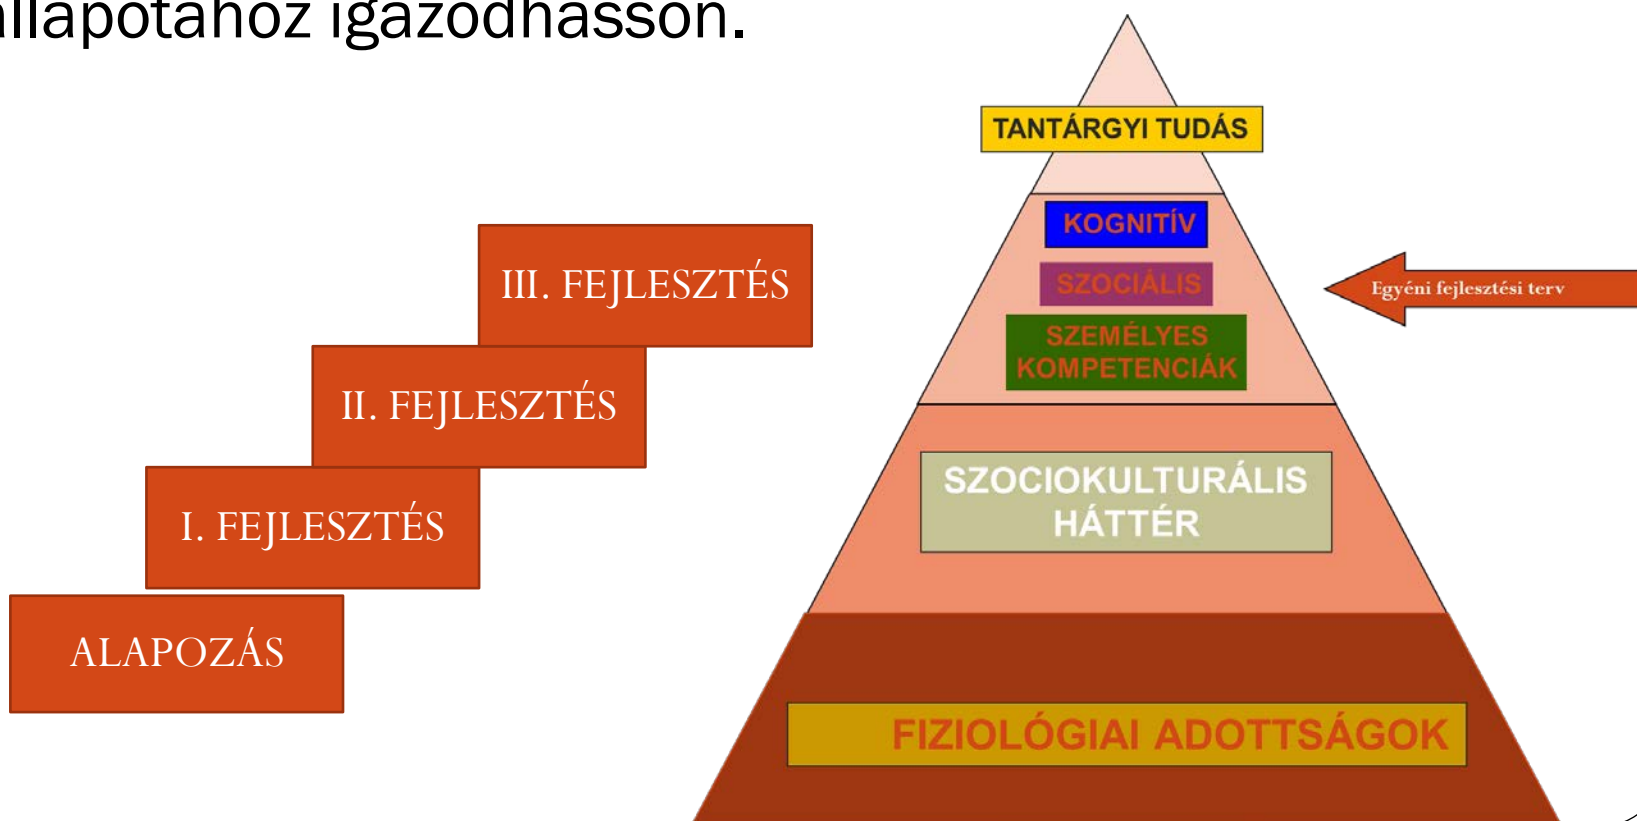 állapotához igazodhasson.
III. FEJLESZTÉS
II. FEJLESZTÉS
I. FEJLESZTÉS
ALAPOZÁS
TANTÁRGYI TUDÁS
KOGNITÍV
SZOCIÁLIS
SZEMÉLYES
KOMPETENCIÁK
Egyéni fejlesztési terv
SZOCIOKULTURÁLIS
HÁTTÉR
FIZIOLÓGIAI ADOTTSÁGOK